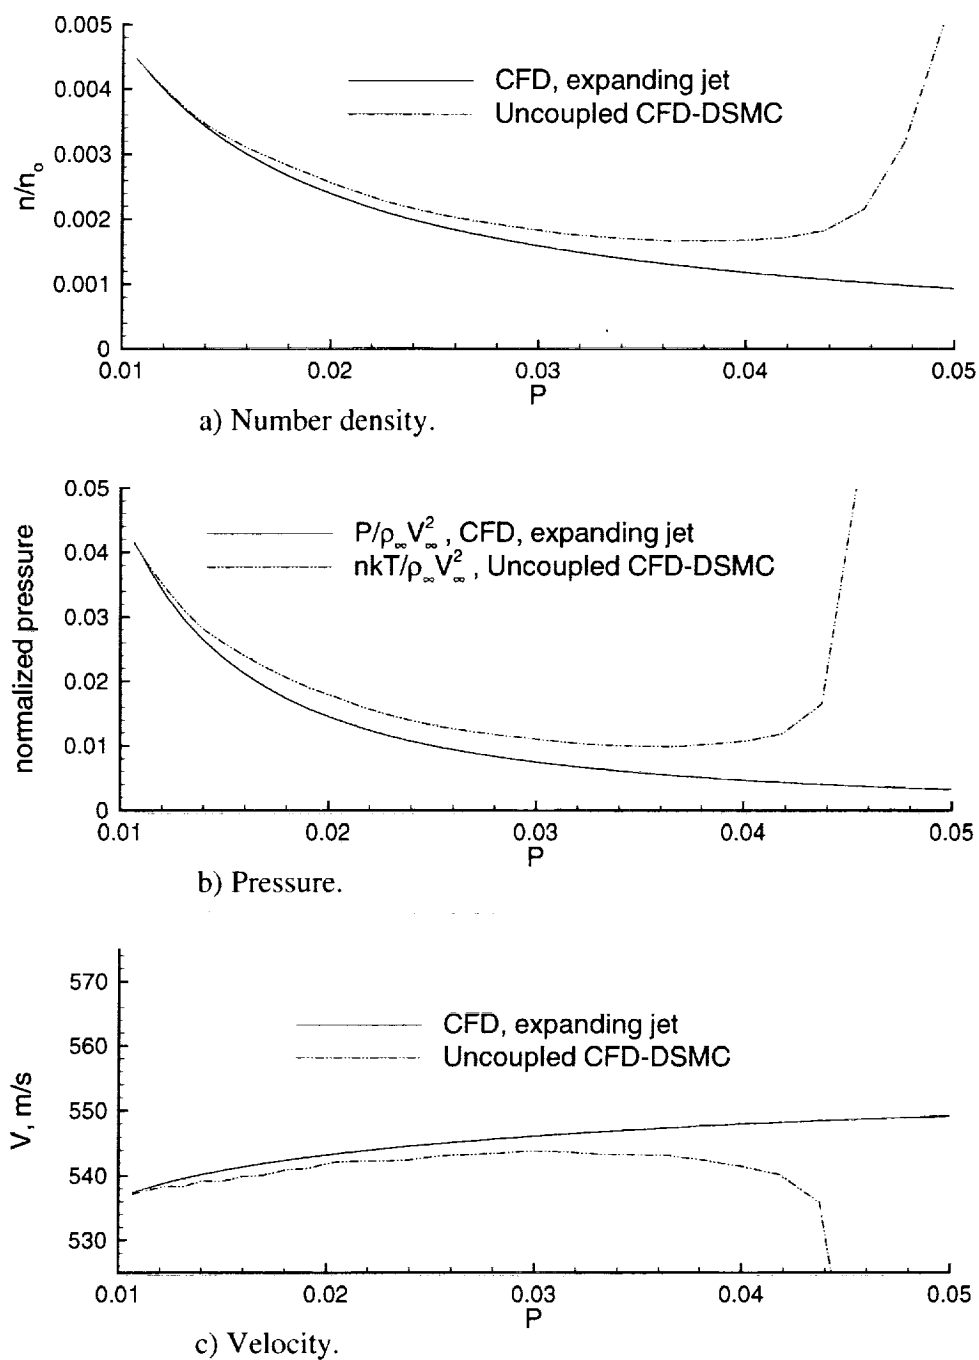 0.005
0.004
0.003
0.002
0.001
0
n/nₒ
CFD, expanding jet
Uncoupled CFD-DSMC
0.01 0.02 0.03 0.04 0.05
P
a) Number density.
0.05
0.04
0.03
0.02
0.01
0
normalized pressure
P/ρ∞V²∞ , CFD, expanding jet
nkT/ρ∞V²∞ , Uncoupled CFD-DSMC
0.01 0.02 0.03 0.04 0.05
P
b) Pressure.
570
560
550
540
530
V, m/s
CFD, expanding jet
Uncoupled CFD-DSMC
0.01 0.02 0.03 0.04 0.05
P
c) Velocity.